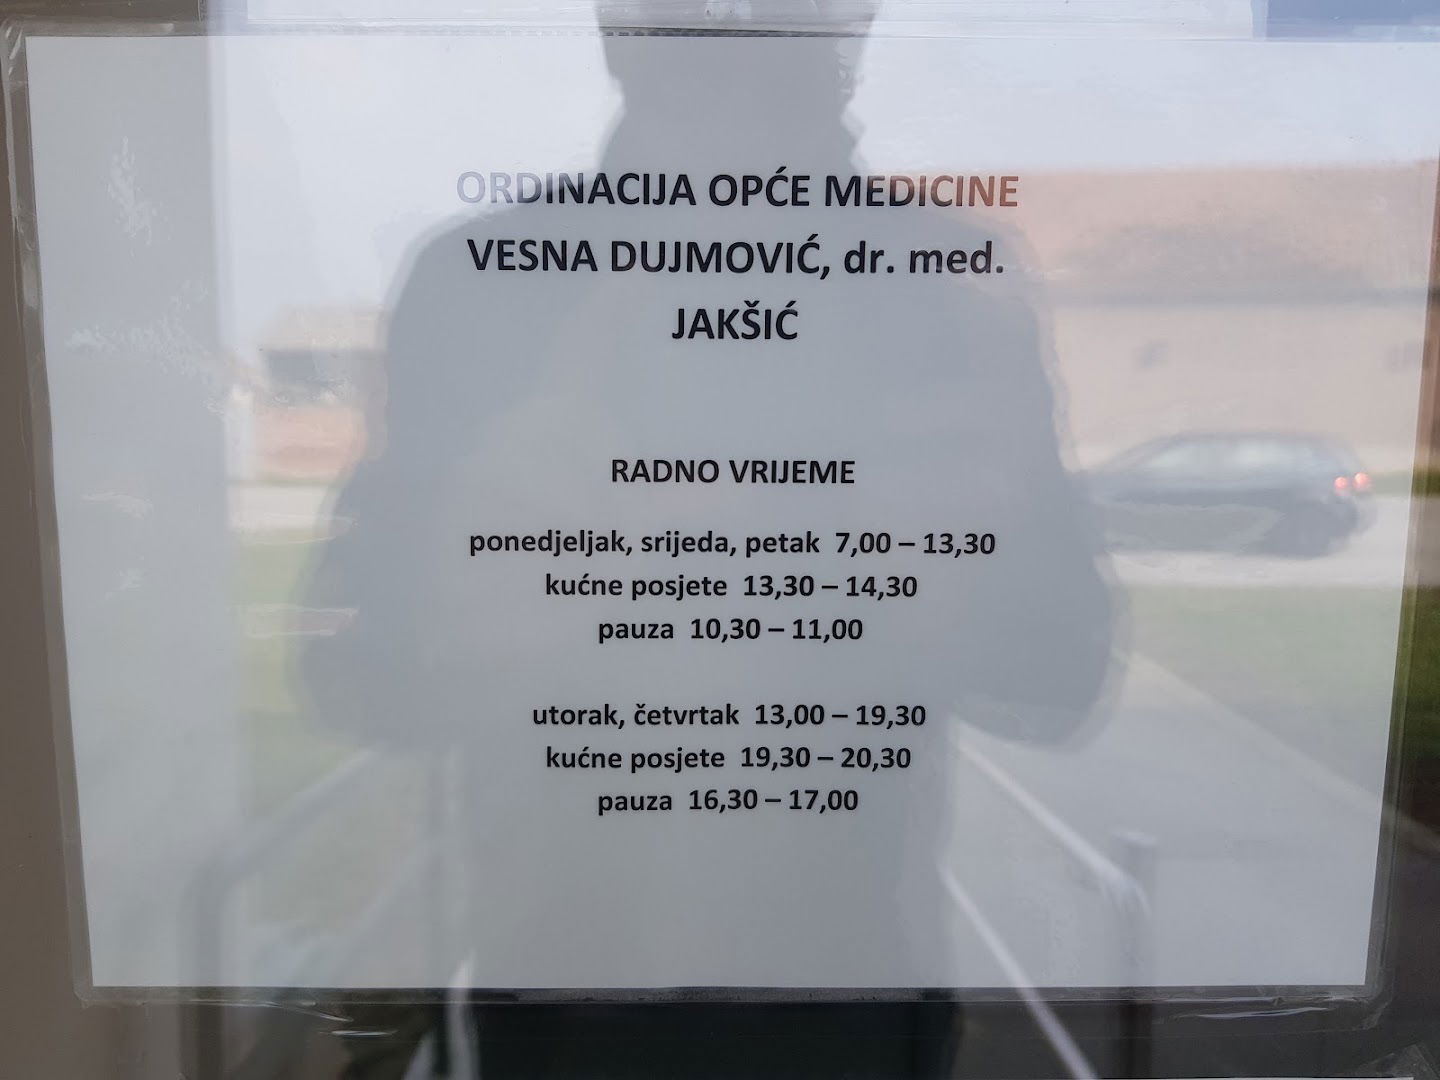 ORDINACIJA OPĆE MEDICINE
VESNA DUJMOVIĆ, dr. med.
JAKŠIĆ
RADNO VRIJEME
ponedjeljak, srijeda, petak 7,00 – 13,30
kućne posjete 13,30 – 14,30
pauza 10,30 – 11,00
utorak, četvrtak 13,00 – 19,30
kućne posjete 19,30 – 20,30
pauza 16,30 – 17,00